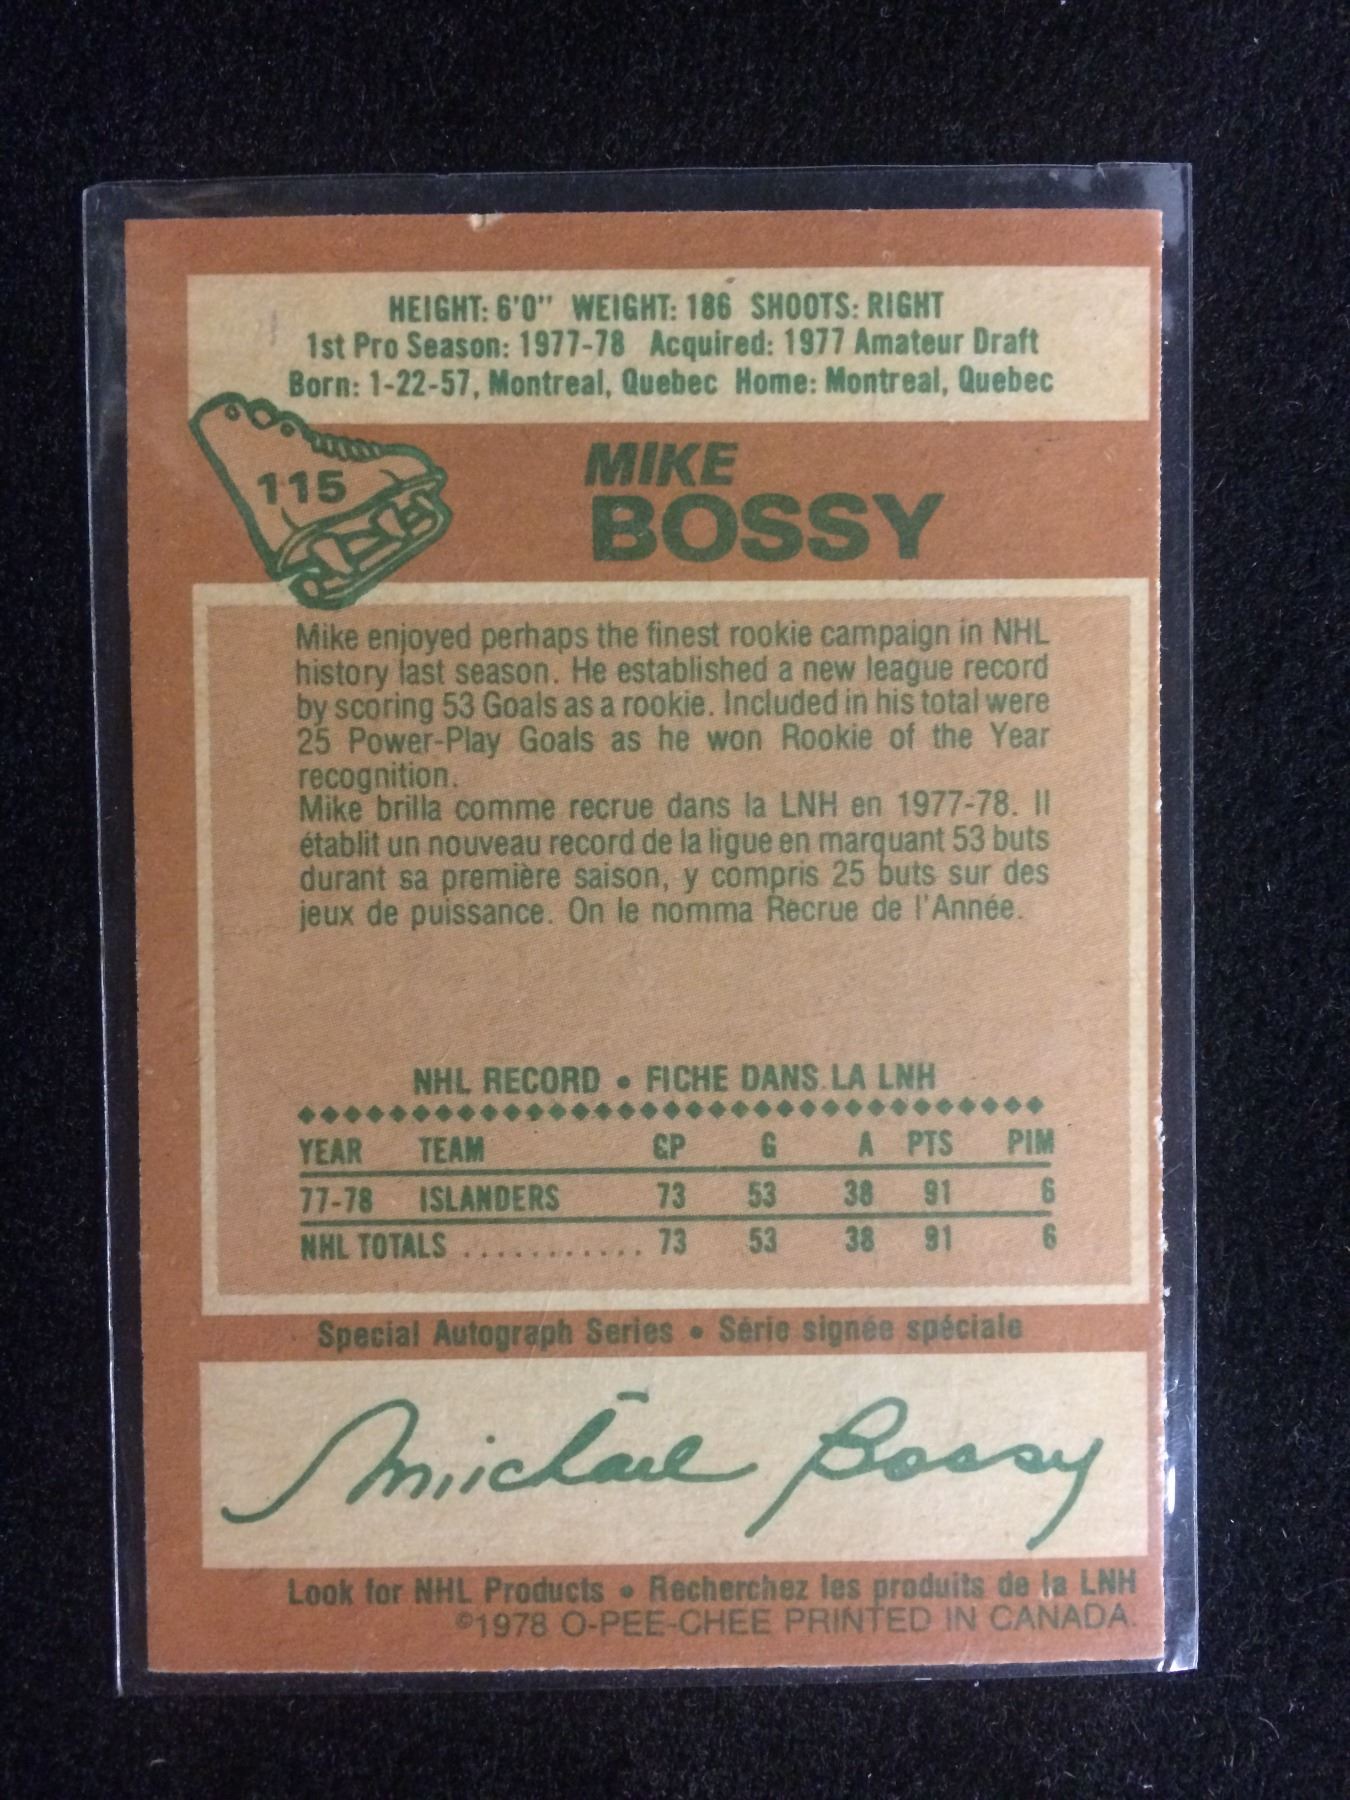 HEIGHT: 6'0" WEIGHT: 186 SHOOTS: RIGHT
1st Pro Season: 1977-78 Acquired: 1977 Amateur Draft
Born: 1-22-57, Montreal, Quebec Home: Montreal, Quebec
115
MIKE
BOSSY
Mike enjoyed perhaps the finest rookie campaign in NHL
history last season. He established a new league record
by scoring 53 Goals as a rookie. Included in his total were
25 Power-Play Goals as he won Rookie of the Year
recognition.
Mike brilla comme recrue dans la LNH en 1977-78. Il
établit un nouveau record de la ligue en marquant 53 buts
durant sa première saison, y compris 25 buts sur des
jeux de puissance. On le nomma Recrue de l'Année.
NHL RECORD • FICHE DANS LA LNH
YEAR TEAM GP G A PTS PIM
77-78 ISLANDERS 73 53 38 91 6
NHL TOTALS ........... 73 53 38 91 6
Special Autograph Series • Série signée spéciale
Michael Bossy
Look for NHL Products • Recherchez les produits de la LNH
©1978 O-PEE-CHEE PRINTED IN CANADA.